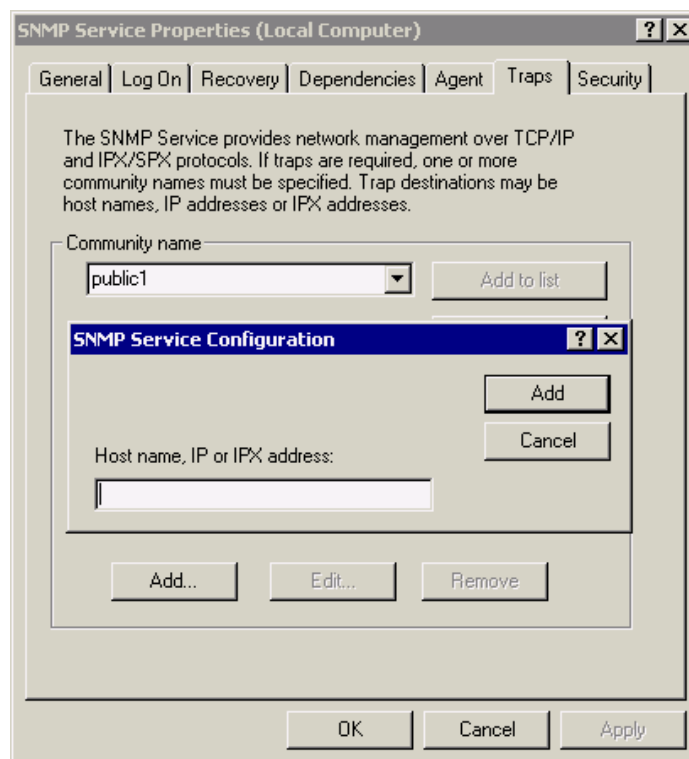 SNMP Service Properties (Local Computer)
General Log On Recovery Dependencies Agent Traps Security
The SNMP Service provides network management over TCP/IP
and IPX/SPX protocols. If traps are required, one or more
community names must be specified. Trap destinations may be
host names, IP addresses or IPX addresses.
Community name
public1
Add to list
SNMP Service Configuration
Add
Cancel
Host name, IP or IPX address:
Add... Edit... Remove
OK Cancel Apply